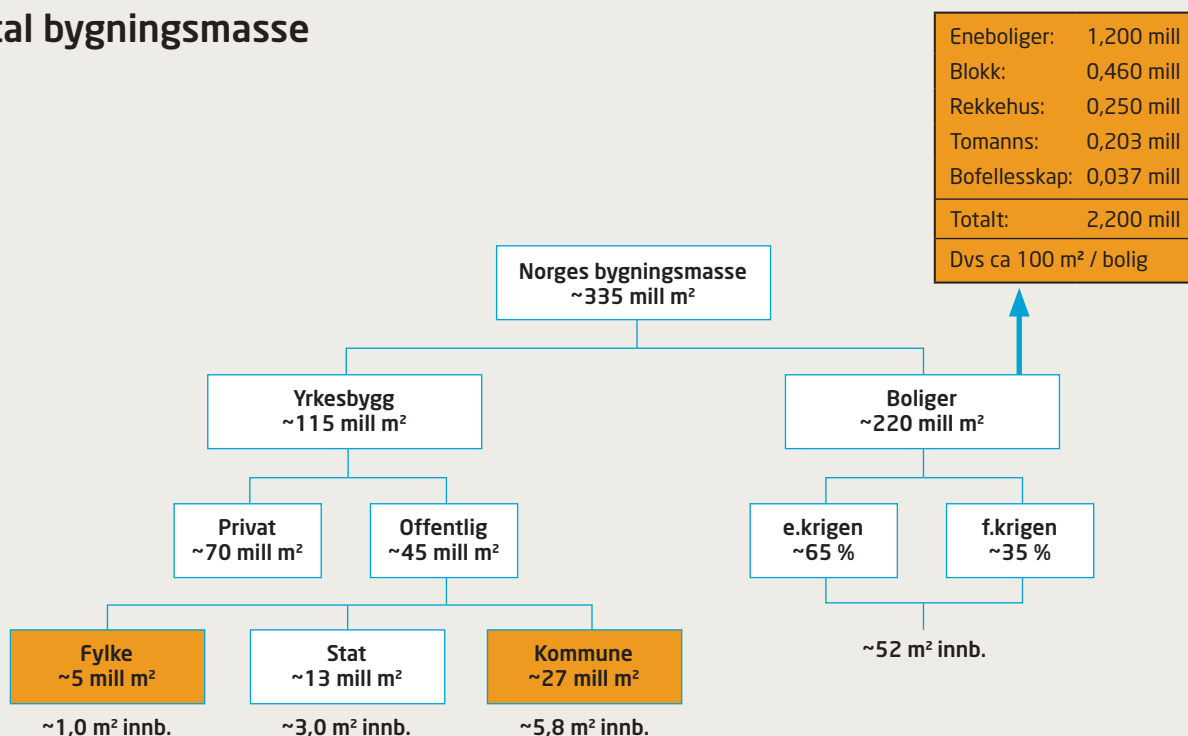 tal bygningsmasse
Eneboliger: 1,200 mill
Blokk: 0,460 mill
Rekkehus: 0,250 mill
Tomanns: 0,203 mill
Bofellesskap: 0,037 mill
Totalt: 2,200 mill
Dvs ca 100 m² / bolig
Norges bygningsmasse
~335 mill m²
Yrkesbygg
~115 mill m²
Boliger
~220 mill m²
Privat
~70 mill m²
Offentlig
~45 mill m²
e.krigen
~65 %
f.krigen
~35 %
Fylke
~5 mill m²
Stat
~13 mill m²
Kommune
~27 mill m²
~52 m² innb.
~1,0 m² innb.
~3,0 m² innb.
~5,8 m² innb.